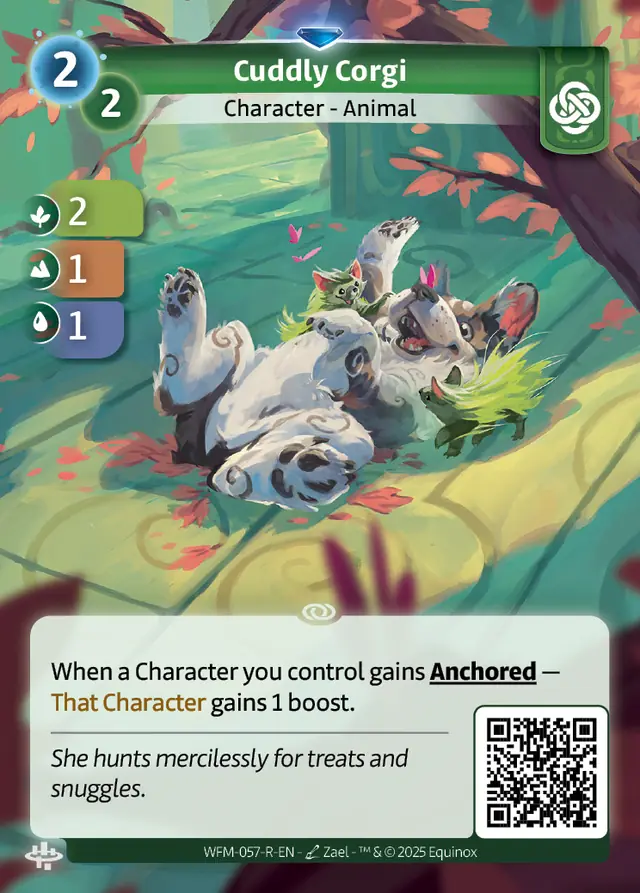 2
Cuddly Corgi
2
Character - Animal
2
1
1
When a Character you control gains Anchored —
That Character gains 1 boost.
She hunts mercilessly for treats and
snuggles.
WFM-057-R-EN - Zael - ™ & © 2025 Equinox